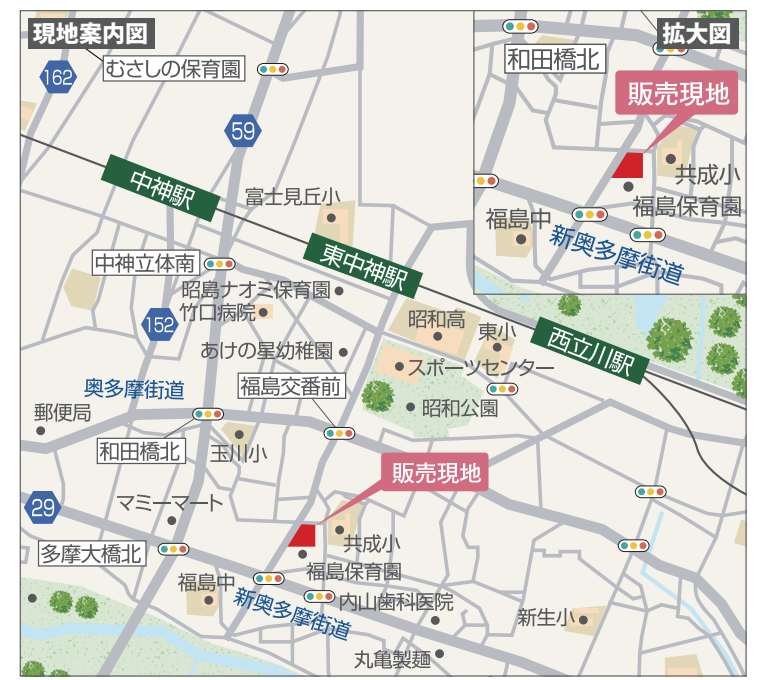 現地案内図
拡大図
162
むさしの保育園
和田橋北
販売現地
59
共成小
福島保育園
福島中
新奥多摩街道
中神駅
富士見丘小
中神立体南
東中神駅
昭島ナオミ保育園
竹口病院
152
昭和高
東小
西立川駅
あけの星幼稚園
スポーツセンター
奥多摩街道
福島交番前
昭和公園
郵便局
和田橋北
玉川小
販売現地
29
マミーマート
多摩大橋北
共成小
福島保育園
福島中
新奥多摩街道
内山歯科医院
新生小
丸亀製麺